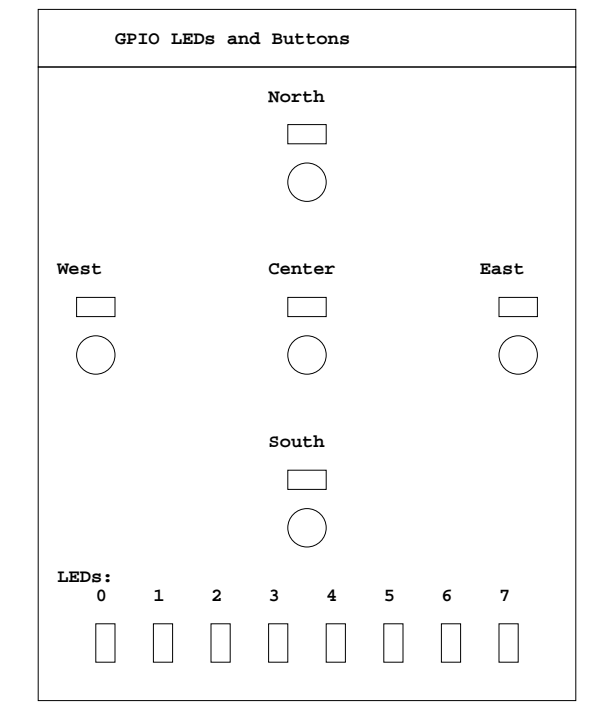 GPIO LEDs and Buttons
North
West Center East
South
LEDs:
0 1 2 3 4 5 6 7